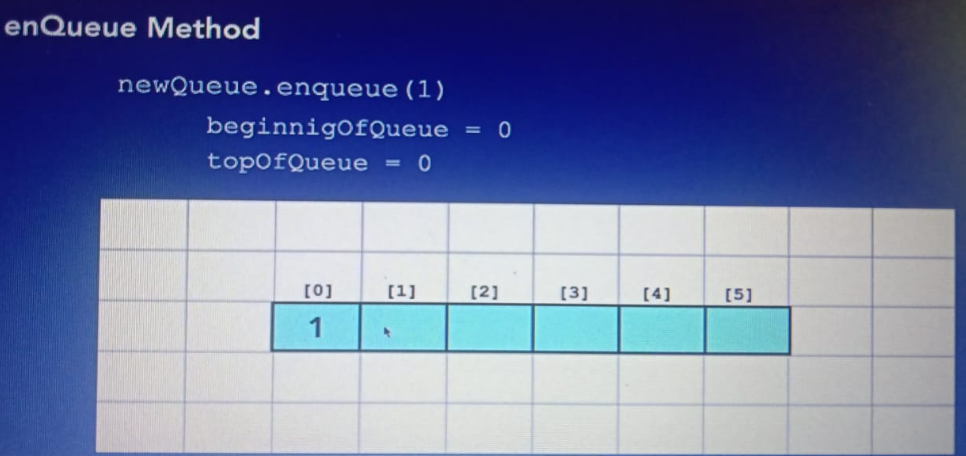 enQueue Method
newQueue.enqueue(1)
beginnigOfQueue = 0
topOfQueue = 0
[0] [1] [2] [3] [4] [5]
1